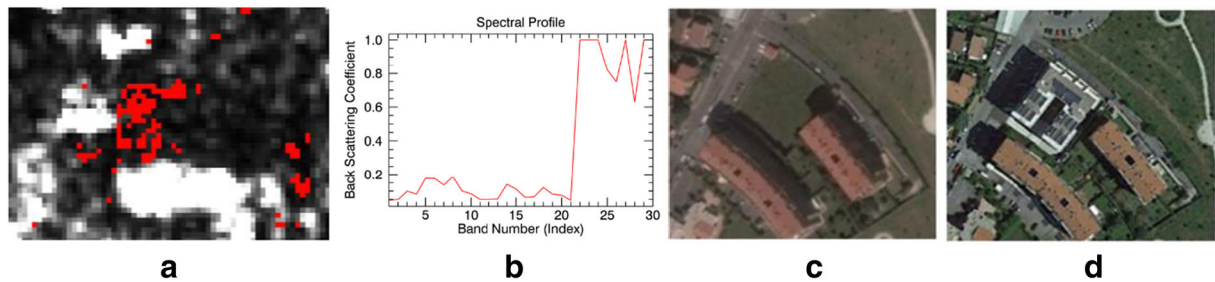 Spectral Profile
1.0
0.8
0.6
0.4
0.2
Back Scattering Coefficient
5 10 15 20 25 30
Band Number (Index)
a b c d